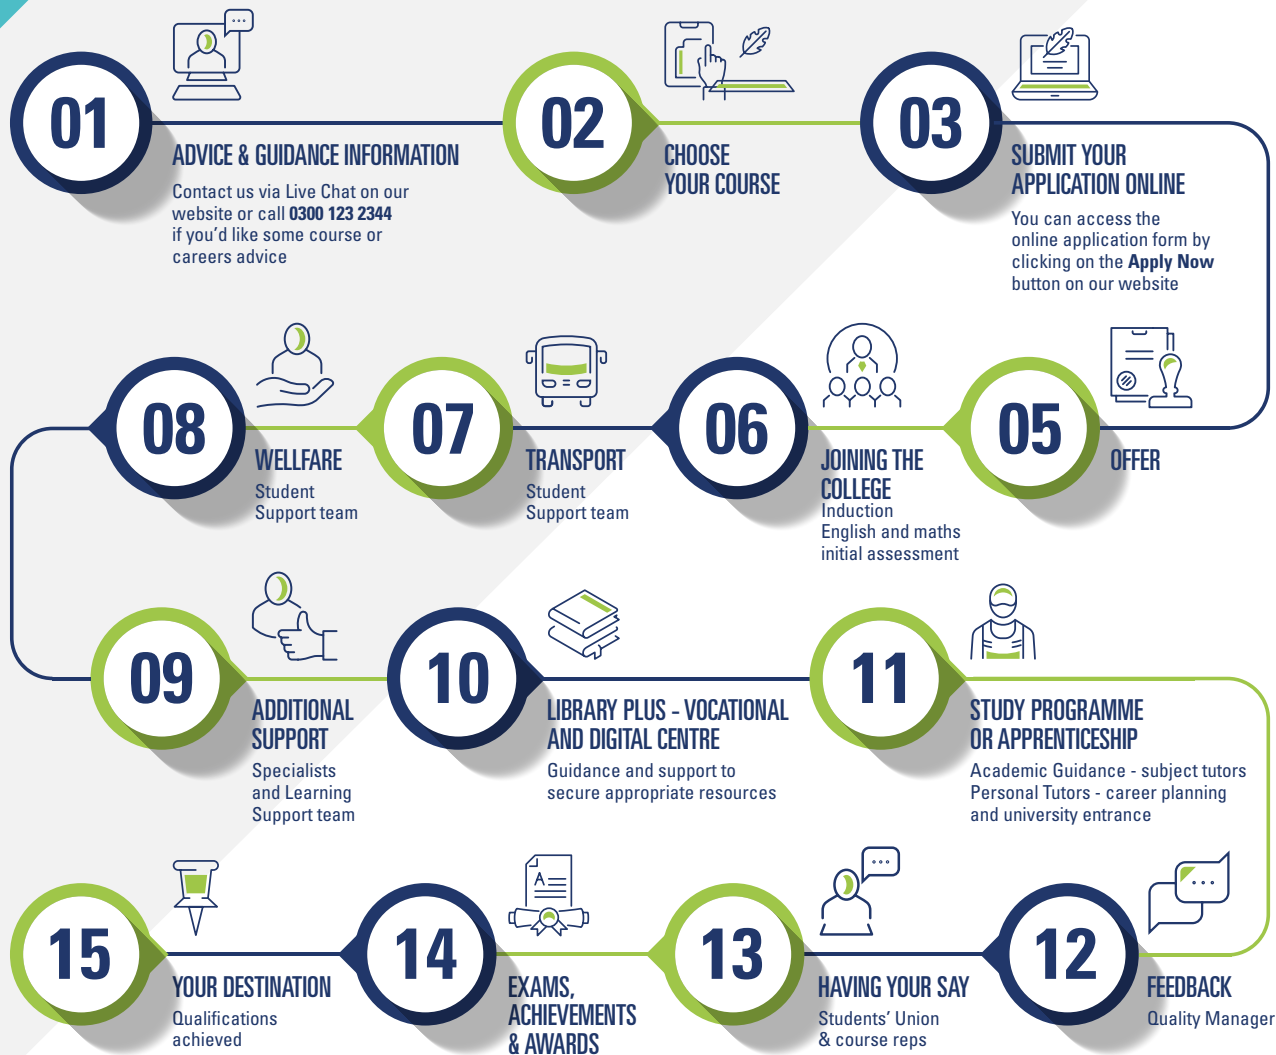 01
ADVICE & GUIDANCE INFORMATION
Contact us via Live Chat on our
website or call 0300 123 2344
if you'd like some course or
careers advice
02
CHOOSE
YOUR COURSE
03
SUBMIT YOUR
APPLICATION ONLINE
You can access the
online application form by
clicking on the Apply Now
button on our website
08
WELLFARE
Student
Support team
07
TRANSPORT
Student
Support team
06
JOINING THE
COLLEGE
Induction
English and maths
initial assessment
05
OFFER
09
ADDITIONAL
SUPPORT
Specialists
and Learning
Support team
10
LIBRARY PLUS - VOCATIONAL
AND DIGITAL CENTRE
Guidance and support to
secure appropriate resources
11
STUDY PROGRAMME
OR APPRENTICESHIP
Academic Guidance - subject tutors
Personal Tutors - career planning
and university entrance
15
YOUR DESTINATION
Qualifications
achieved
14
A
EXAMS,
ACHIEVEMENTS
& AWARDS
13
HAVING YOUR SAY
Students' Union
& course reps
12
FEEDBACK
Quality Manager